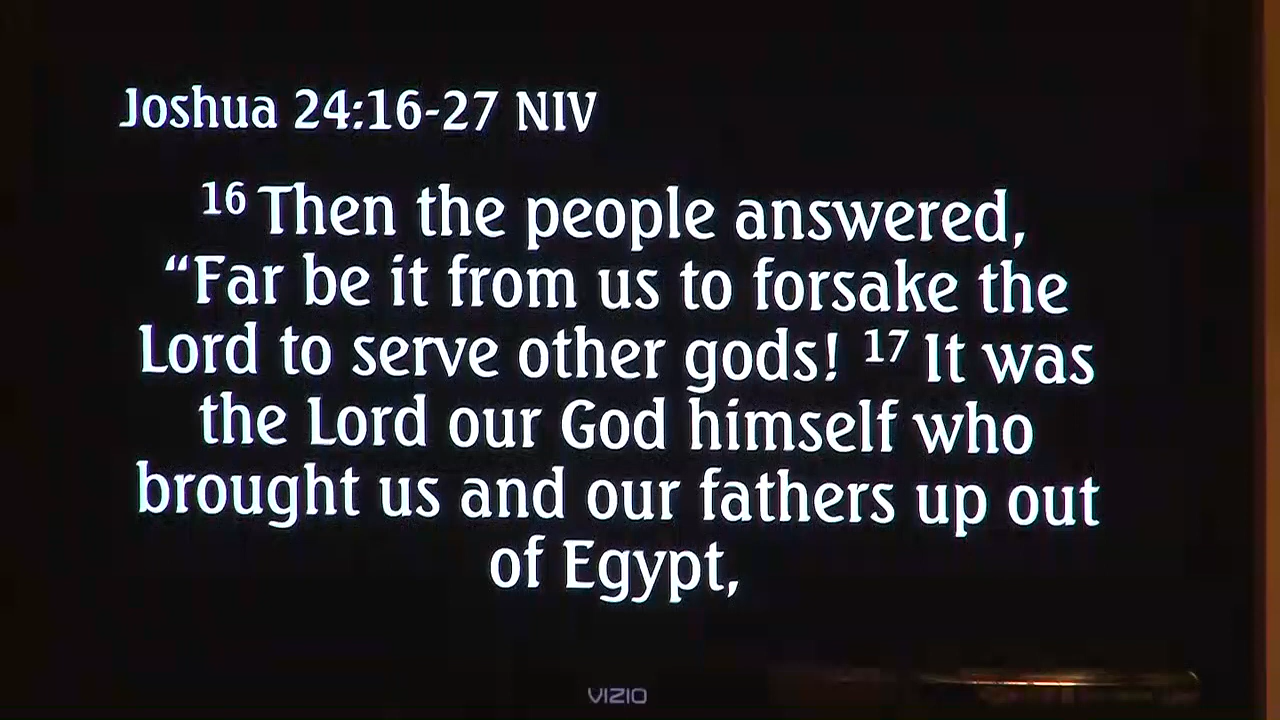 Joshua 24:16-27 NIV
16 Then the people answered,
“Far be it from us to forsake the
Lord to serve other gods! 17 It was
the Lord our God himself who
brought us and our fathers up out
of Egypt,
VIZIO